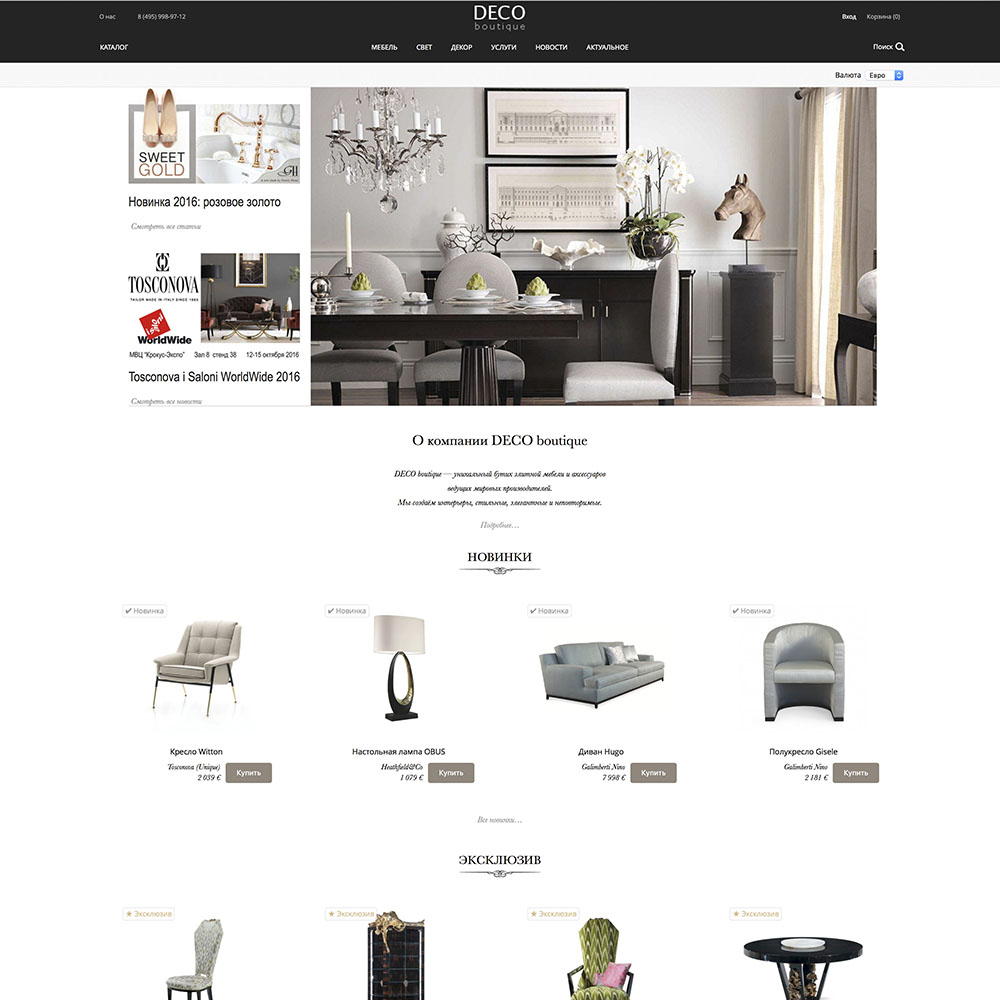 О нас
8 (495) 998-97-12
DECO
boutique
Вход
Корзина (0)
КАТАЛОГ
МЕБЕЛЬ
СВЕТ
ДЕКОР
УСЛУГИ
НОВОСТИ
АКТУАЛЬНОЕ
Поиск
Валюта
Евро
SWEET
GOLD
Новинка 2016: розовое золото
Смотреть все статьи
TOSCONOVA
TAILOR MADE IN ITALY SINCE 1985
i Saloni
WorldWide
МВЦ "Крокус-Экспо" Зал 8 стенд 38 12-15 октября 2016
Tosconova i Saloni WorldWide 2016
Смотреть все новости
О компании DECO boutique
DECO boutique — уникальный бутик элитной мебели и аксессуаров
ведущих мировых производителей.
Мы создаём интерьеры, стильные, элегантные и неповторимые.
Подробнее…
НОВИНКИ
✔ Новинка
✔ Новинка
✔ Новинка
✔ Новинка
Кресло Witton
Tosconova (Unique)
2 039 €
Купить
Настольная лампа OBUS
Heathfield&Co
1 079 €
Купить
Диван Hugo
Galimberti Nino
7 998 €
Купить
Полукресло Gisele
Galimberti Nino
2 181 €
Купить
Все новинки…
ЭКСКЛЮЗИВ
★ Эксклюзив
★ Эксклюзив
★ Эксклюзив
★ Эксклюзив